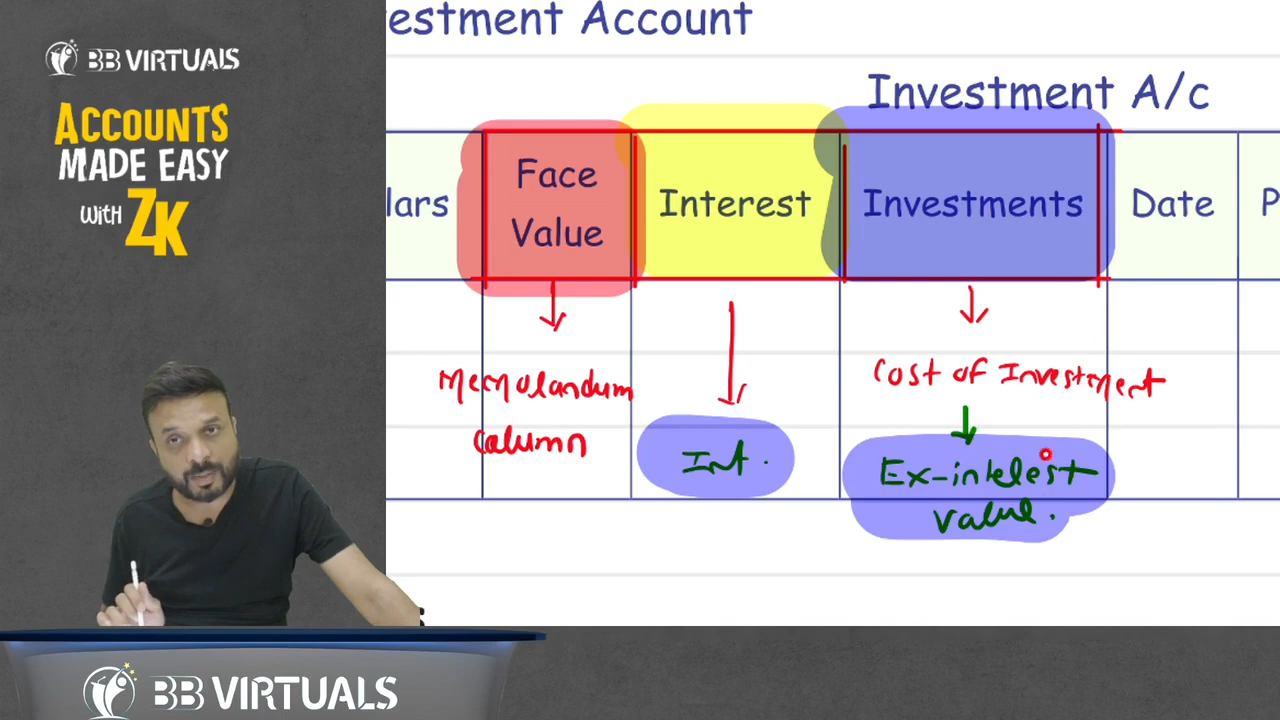 BB VIRTUALS
ACCOUNTS
MADE EASY
WITH ZK
estment Account
Investment A/c
lars
Face
Value
Interest
Investments
Date
P
Memorandum
Column
Int.
Cost of Investment
Ex-interest
value.
BB VIRTUALS